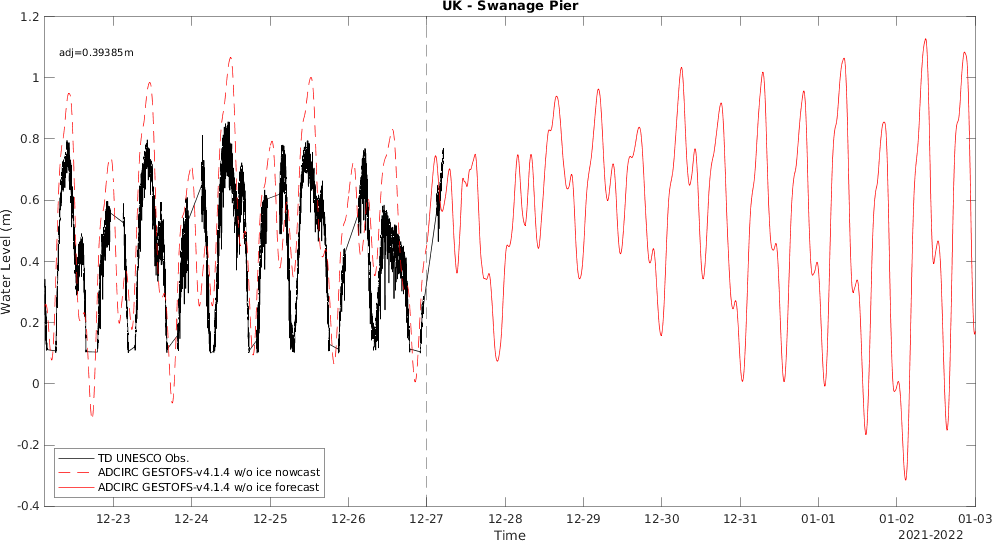 UK - Swanage Pier
adj=0.39385m
1.2
1
0.8
0.6
0.4
0.2
0
-0.2
-0.4
Water Level (m)
TD UNESCO Obs.
ADCIRC GESTOFS-v4.1.4 w/o ice nowcast
ADCIRC GESTOFS-v4.1.4 w/o ice forecast
12-23 12-24 12-25 12-26 12-27 12-28 12-29 12-30 12-31 01-01 01-02 01-03
Time
2021-2022